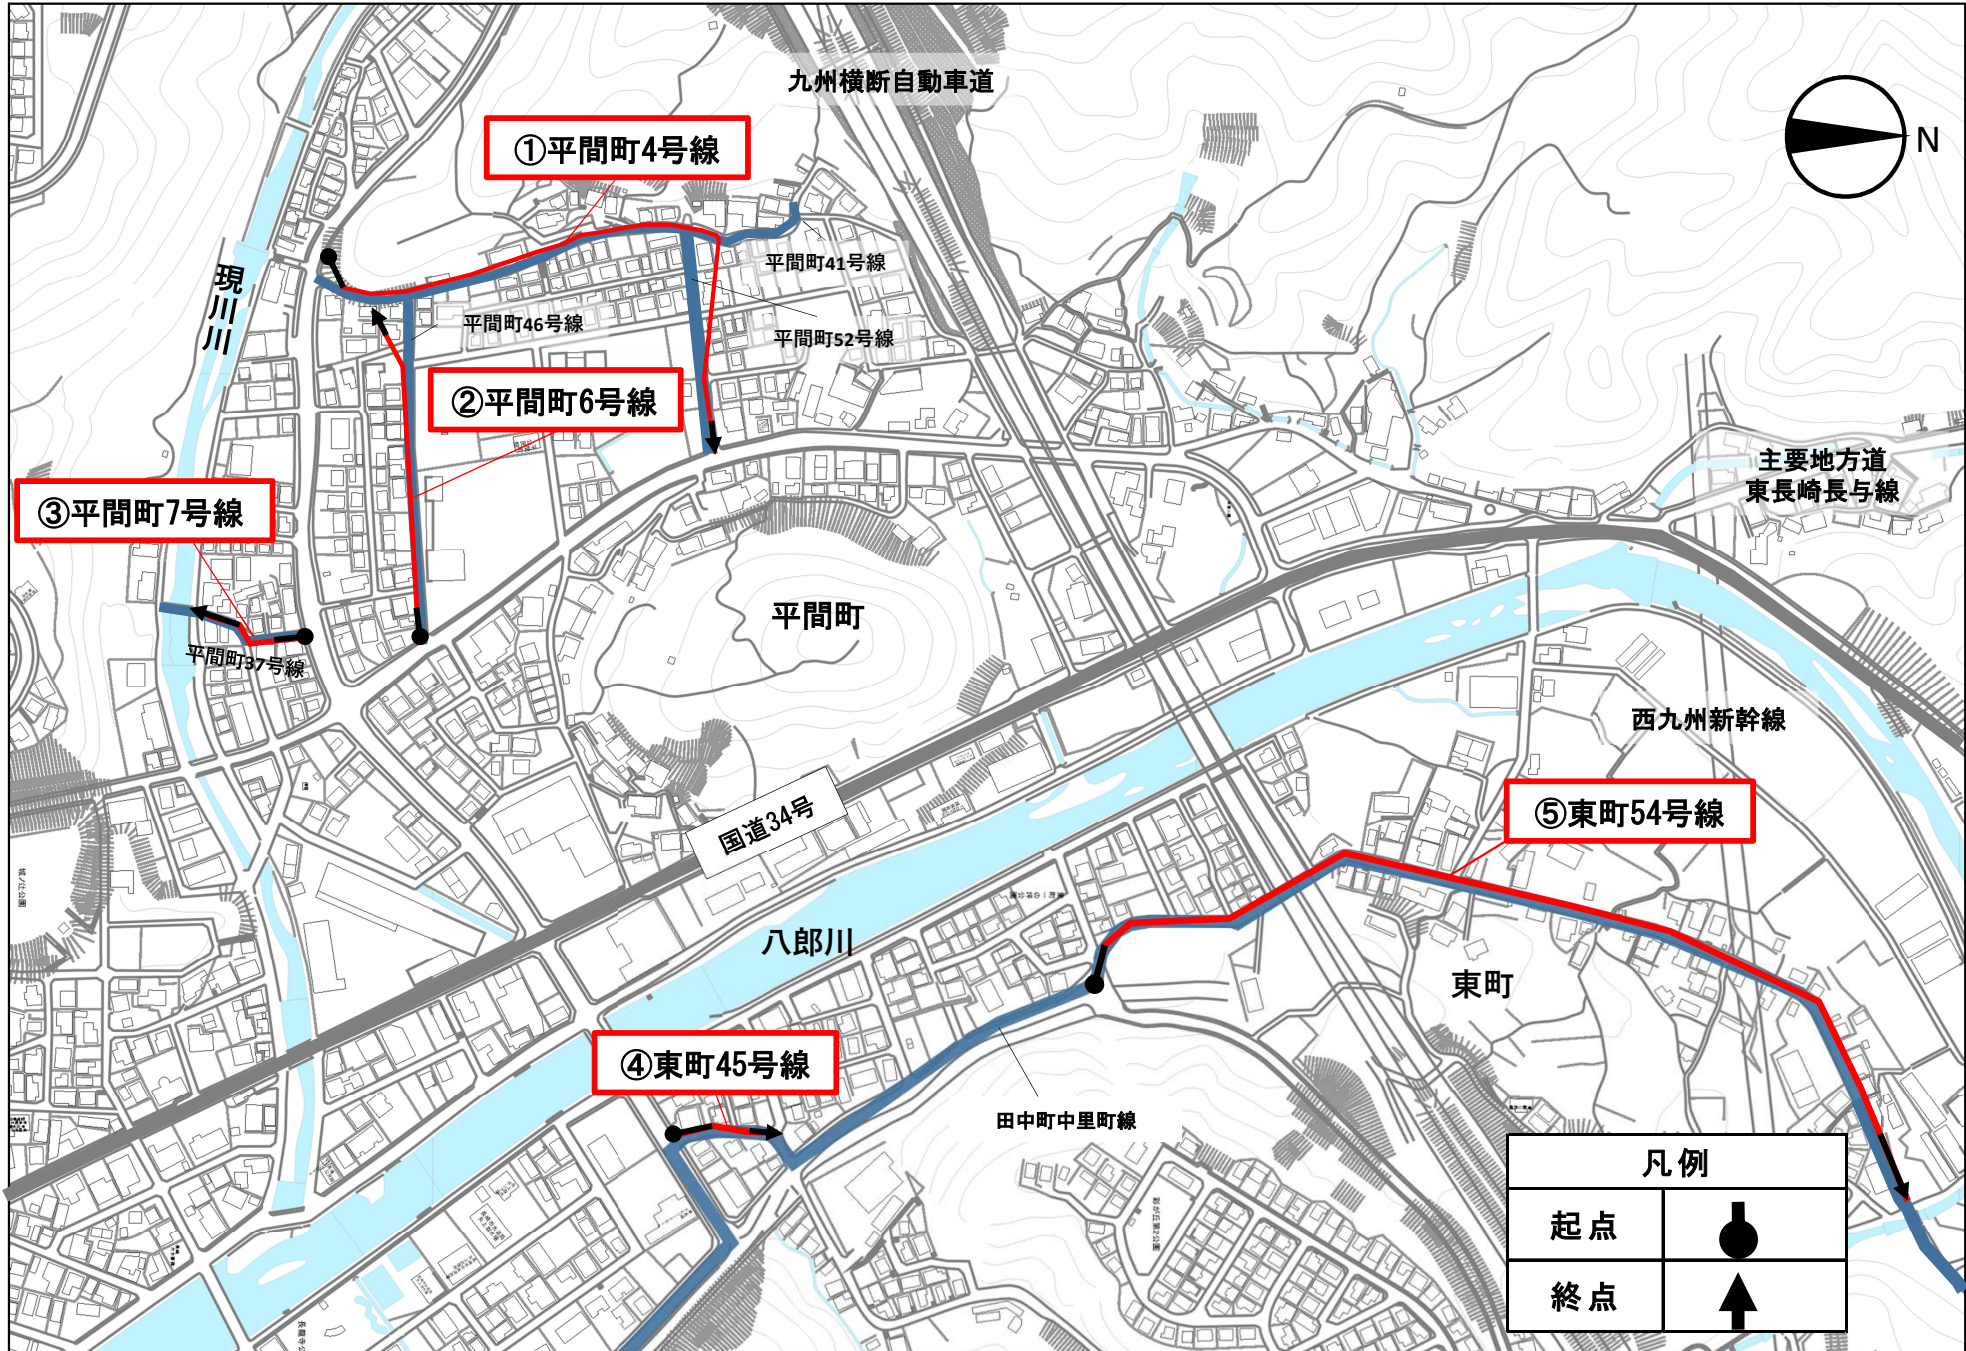 九州横断自動車道
N
①平間町4号線
現川川
平間町41号線
平間町46号線
平間町52号線
②平間町6号線
③平間町7号線
主要地方道
東長崎長与線
平間町
平間町37号線
西九州新幹線
国道34号
⑤東町54号線
八郎川
東町
④東町45号線
田中町中里町線
凡例
起点
終点